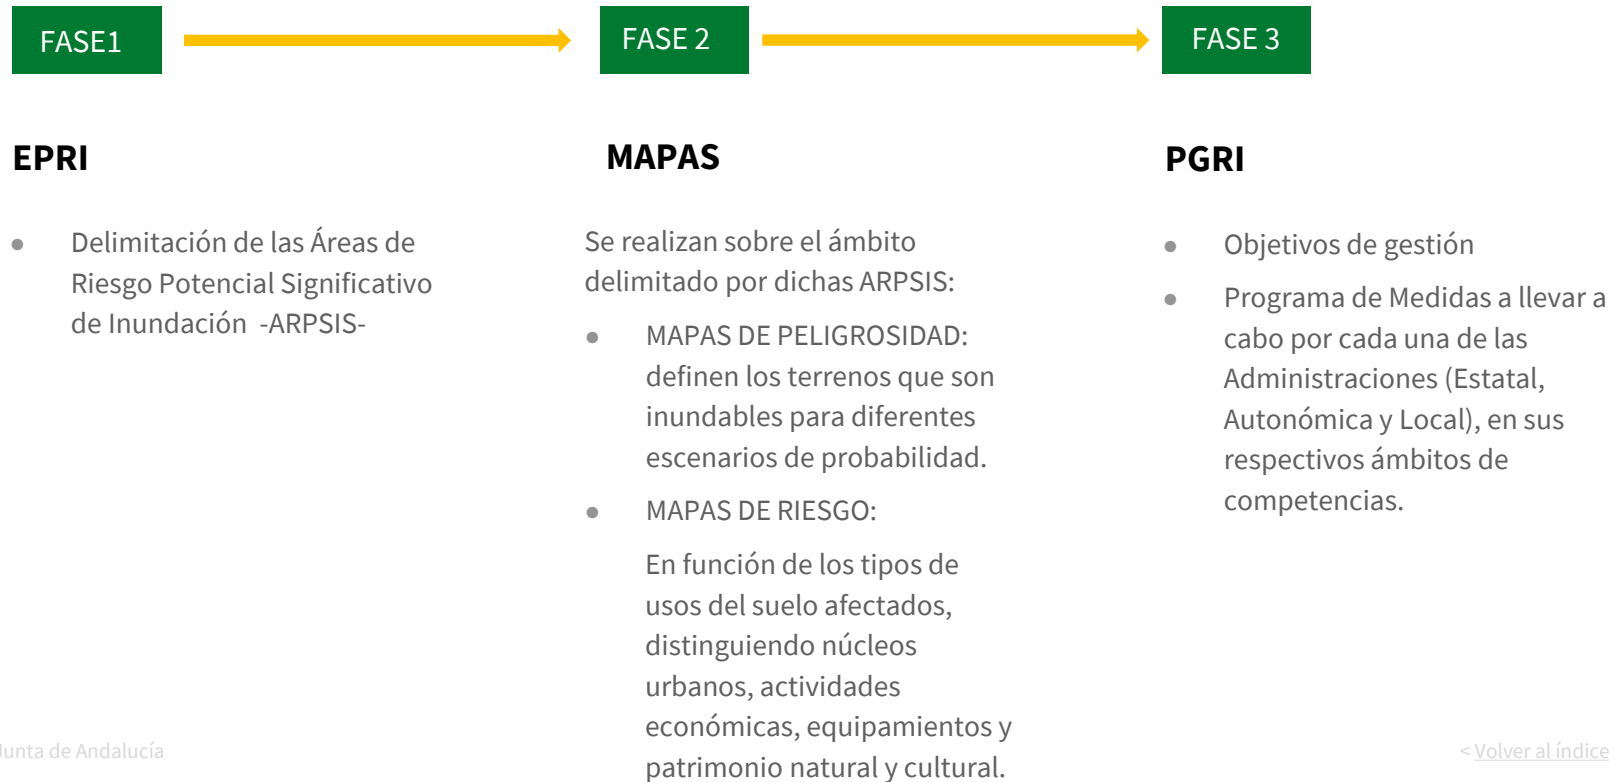 FASE1
FASE 2
FASE 3
EPRI
● Delimitación de las Áreas de
Riesgo Potencial Significativo
de Inundación -ARPSIS-
MAPAS
Se realizan sobre el ámbito
delimitado por dichas ARPSIS:
● MAPAS DE PELIGROSIDAD:
definen los terrenos que son
inundables para diferentes
escenarios de probabilidad.
● MAPAS DE RIESGO:
En función de los tipos de
usos del suelo afectados,
distinguiendo núcleos
urbanos, actividades
económicas, equipamientos y
patrimonio natural y cultural.
PGRI
● Objetivos de gestión
● Programa de Medidas a llevar a
cabo por cada una de las
Administraciones (Estatal,
Autonómica y Local), en sus
respectivos ámbitos de
competencias.
Junta de Andalucía
< Volver al índice